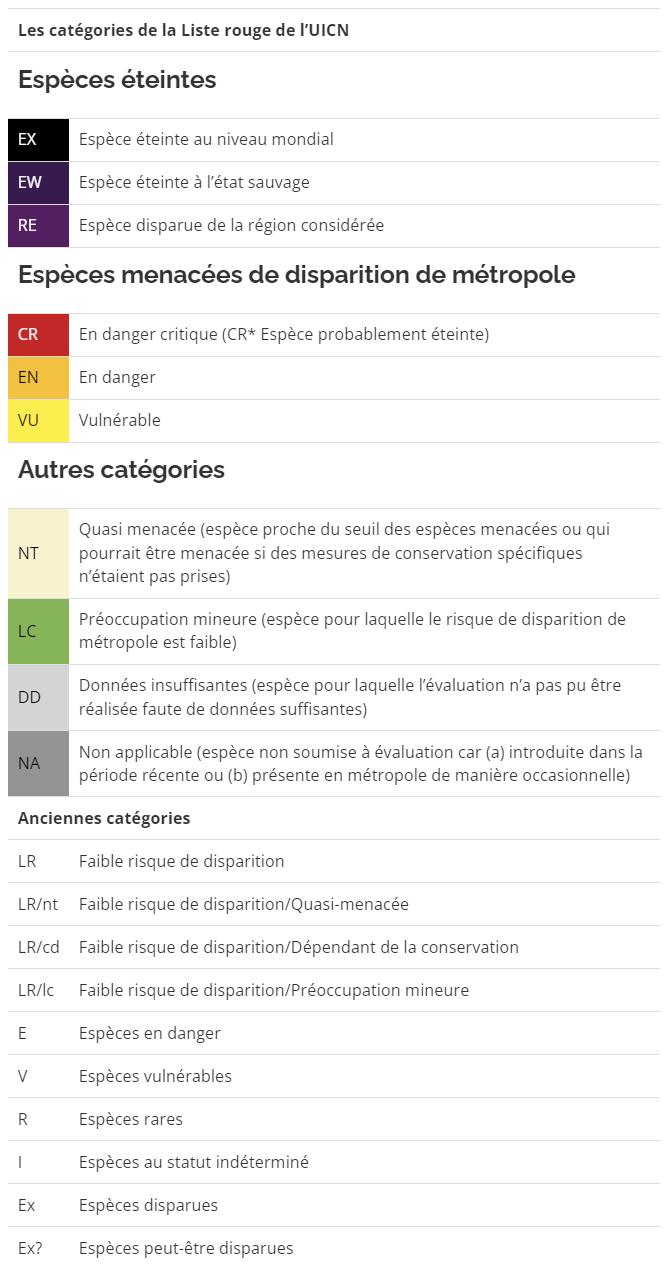 Les catégories de la Liste rouge de l’UICN
Espèces éteintes
EX Espèce éteinte au niveau mondial
EW Espèce éteinte à l’état sauvage
RE Espèce disparue de la région considérée
Espèces menacées de disparition de métropole
CR En danger critique (CR* Espèce probablement éteinte)
EN En danger
VU Vulnérable
Autres catégories
NT Quasi menacée (espèce proche du seuil des espèces menacées ou qui
pourrait être menacée si des mesures de conservation spécifiques
n’étaient pas prises)
LC Préoccupation mineure (espèce pour laquelle le risque de disparition de
métropole est faible)
DD Données insuffisantes (espèce pour laquelle l’évaluation n’a pas pu être
réalisée faute de données suffisantes)
NA Non applicable (espèce non soumise à évaluation car (a) introduite dans la
période récente ou (b) présente en métropole de manière occasionnelle)
Anciennes catégories
LR Faible risque de disparition
LR/nt Faible risque de disparition/Quasi-menacée
LR/cd Faible risque de disparition/Dépendant de la conservation
LR/lc Faible risque de disparition/Préoccupation mineure
E Espèces en danger
V Espèces vulnérables
R Espèces rares
I Espèces au statut indéterminé
Ex Espèces disparues
Ex? Espèces peut-être disparues